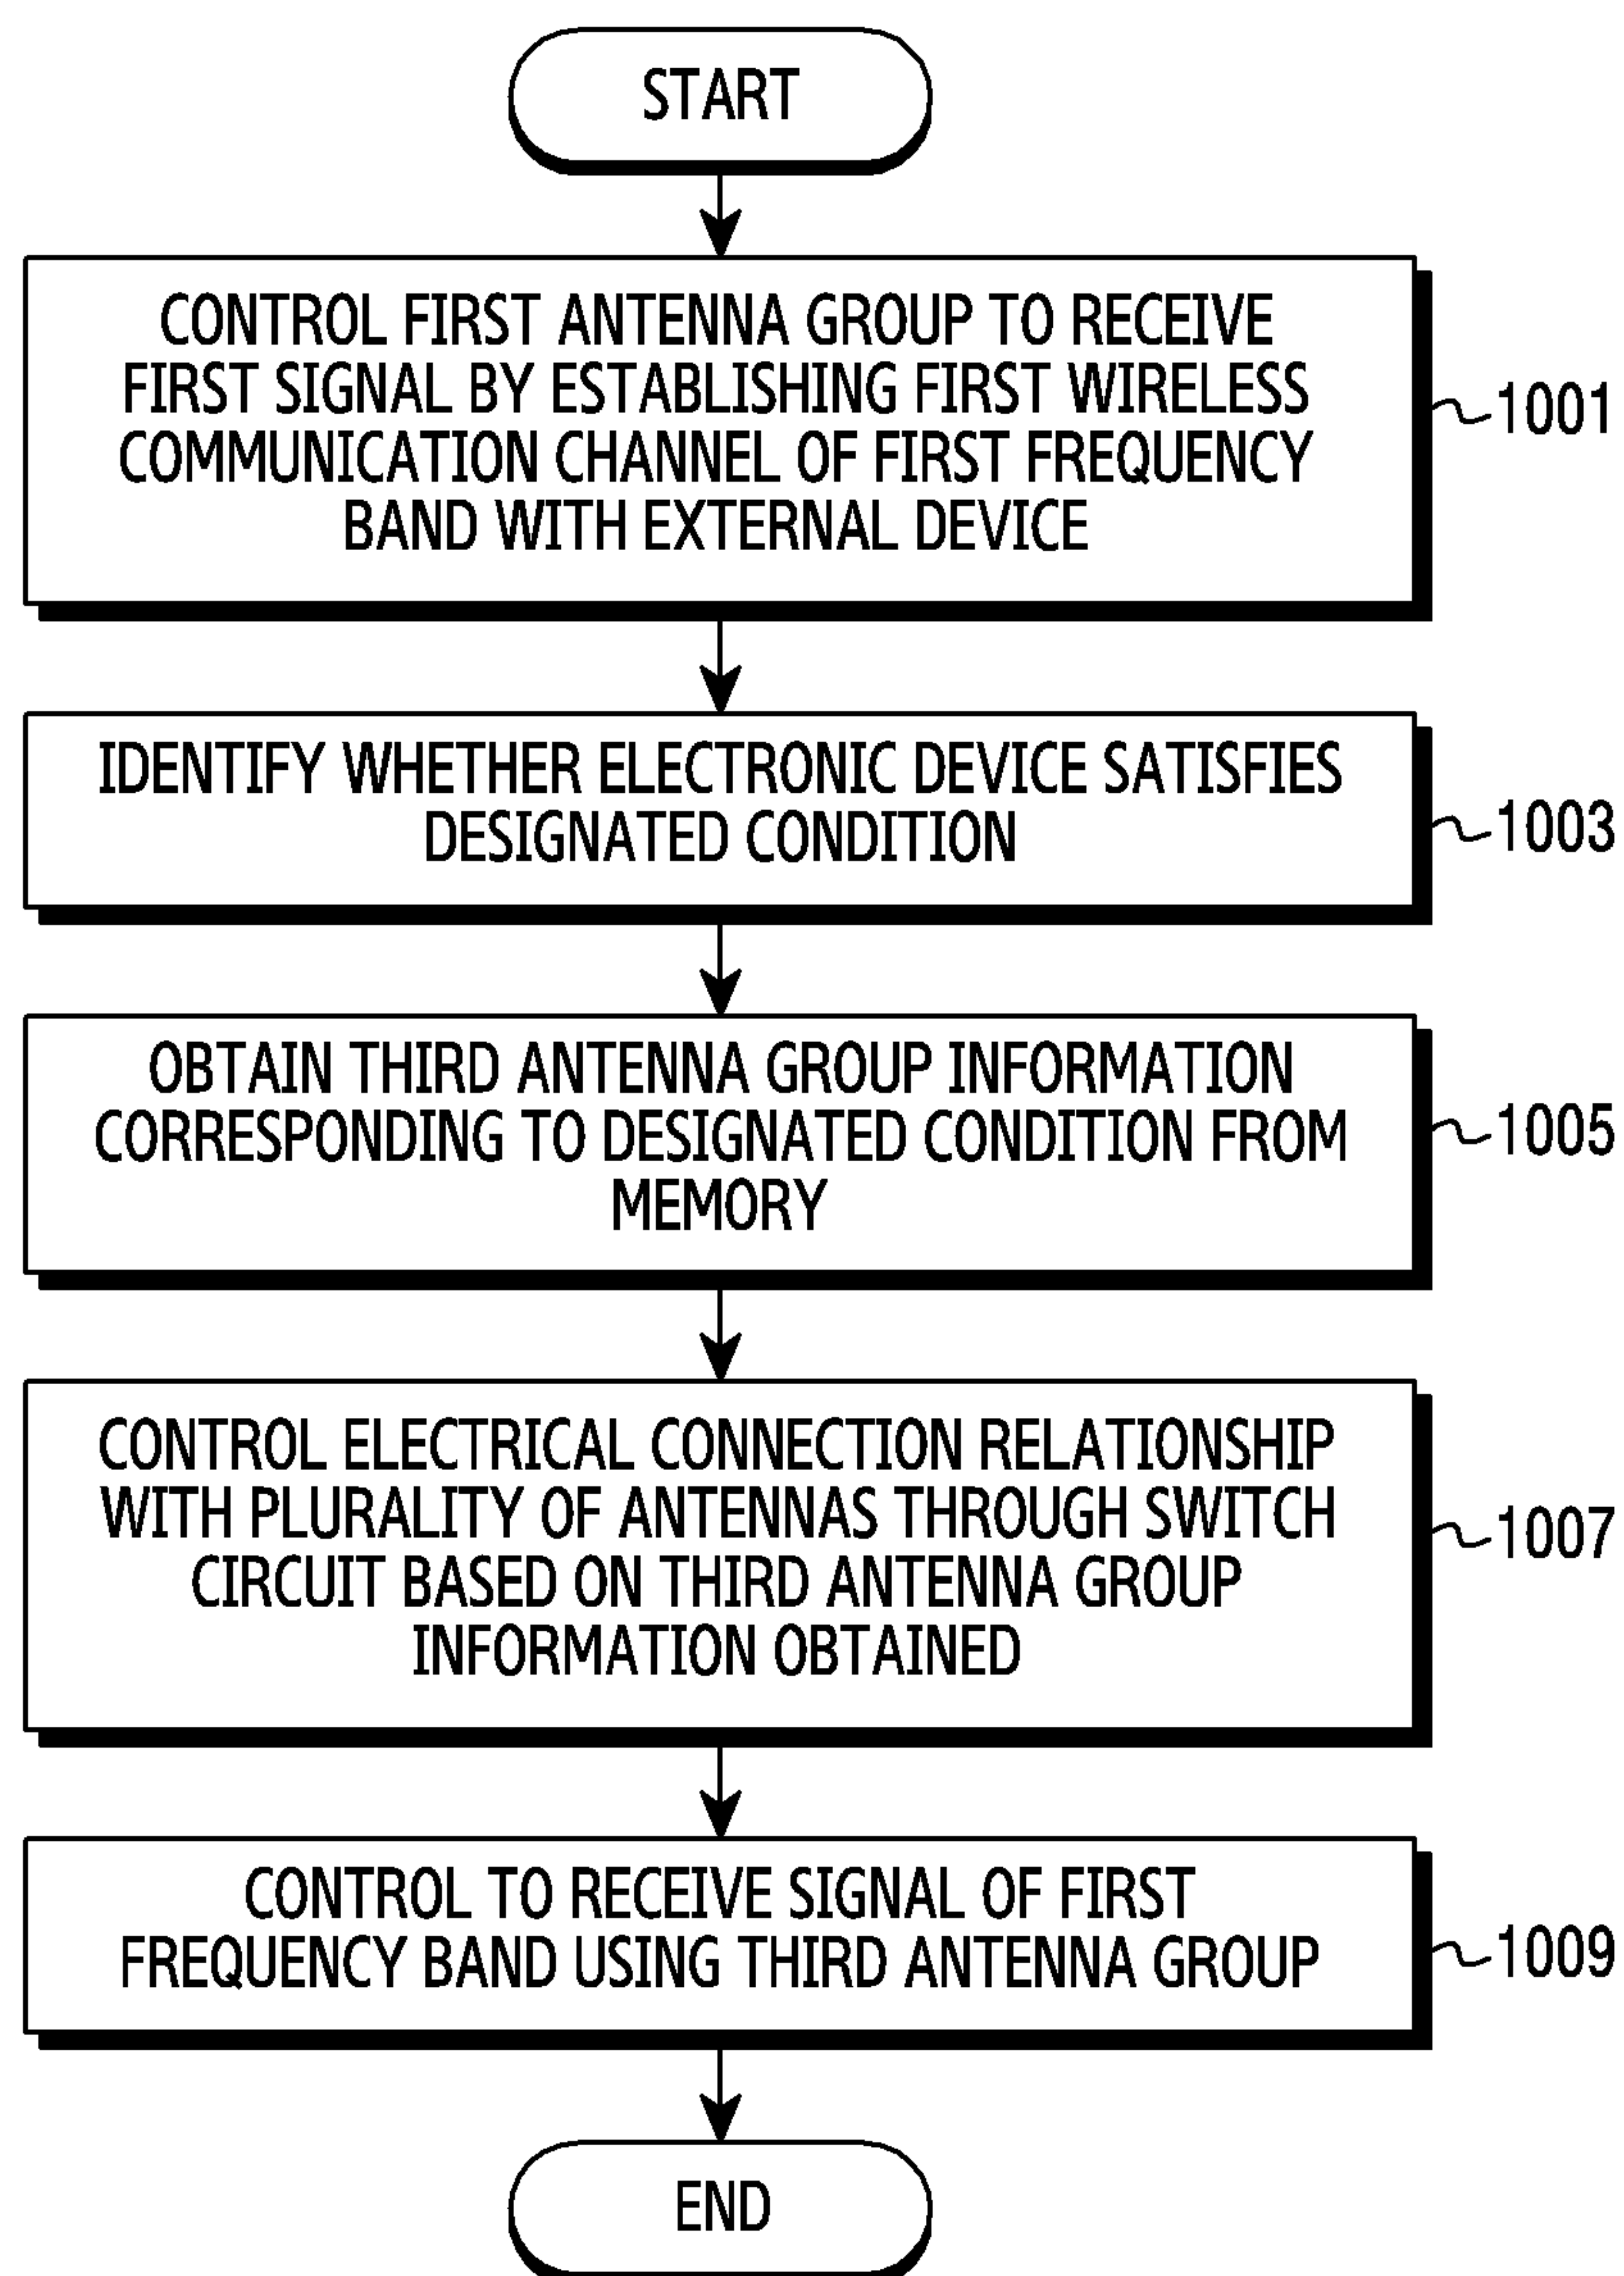 START
CONTROL FIRST ANTENNA GROUP TO RECEIVE
FIRST SIGNAL BY ESTABLISHING FIRST WIRELESS
COMMUNICATION CHANNEL OF FIRST FREQUENCY
BAND WITH EXTERNAL DEVICE
1001
IDENTIFY WHETHER ELECTRONIC DEVICE SATISFIES
DESIGNATED CONDITION
1003
OBTAIN THIRD ANTENNA GROUP INFORMATION
CORRESPONDING TO DESIGNATED CONDITION FROM
MEMORY
1005
CONTROL ELECTRICAL CONNECTION RELATIONSHIP
WITH PLURALITY OF ANTENNAS THROUGH SWITCH
CIRCUIT BASED ON THIRD ANTENNA GROUP
INFORMATION OBTAINED
1007
CONTROL TO RECEIVE SIGNAL OF FIRST
FREQUENCY BAND USING THIRD ANTENNA GROUP
1009
END